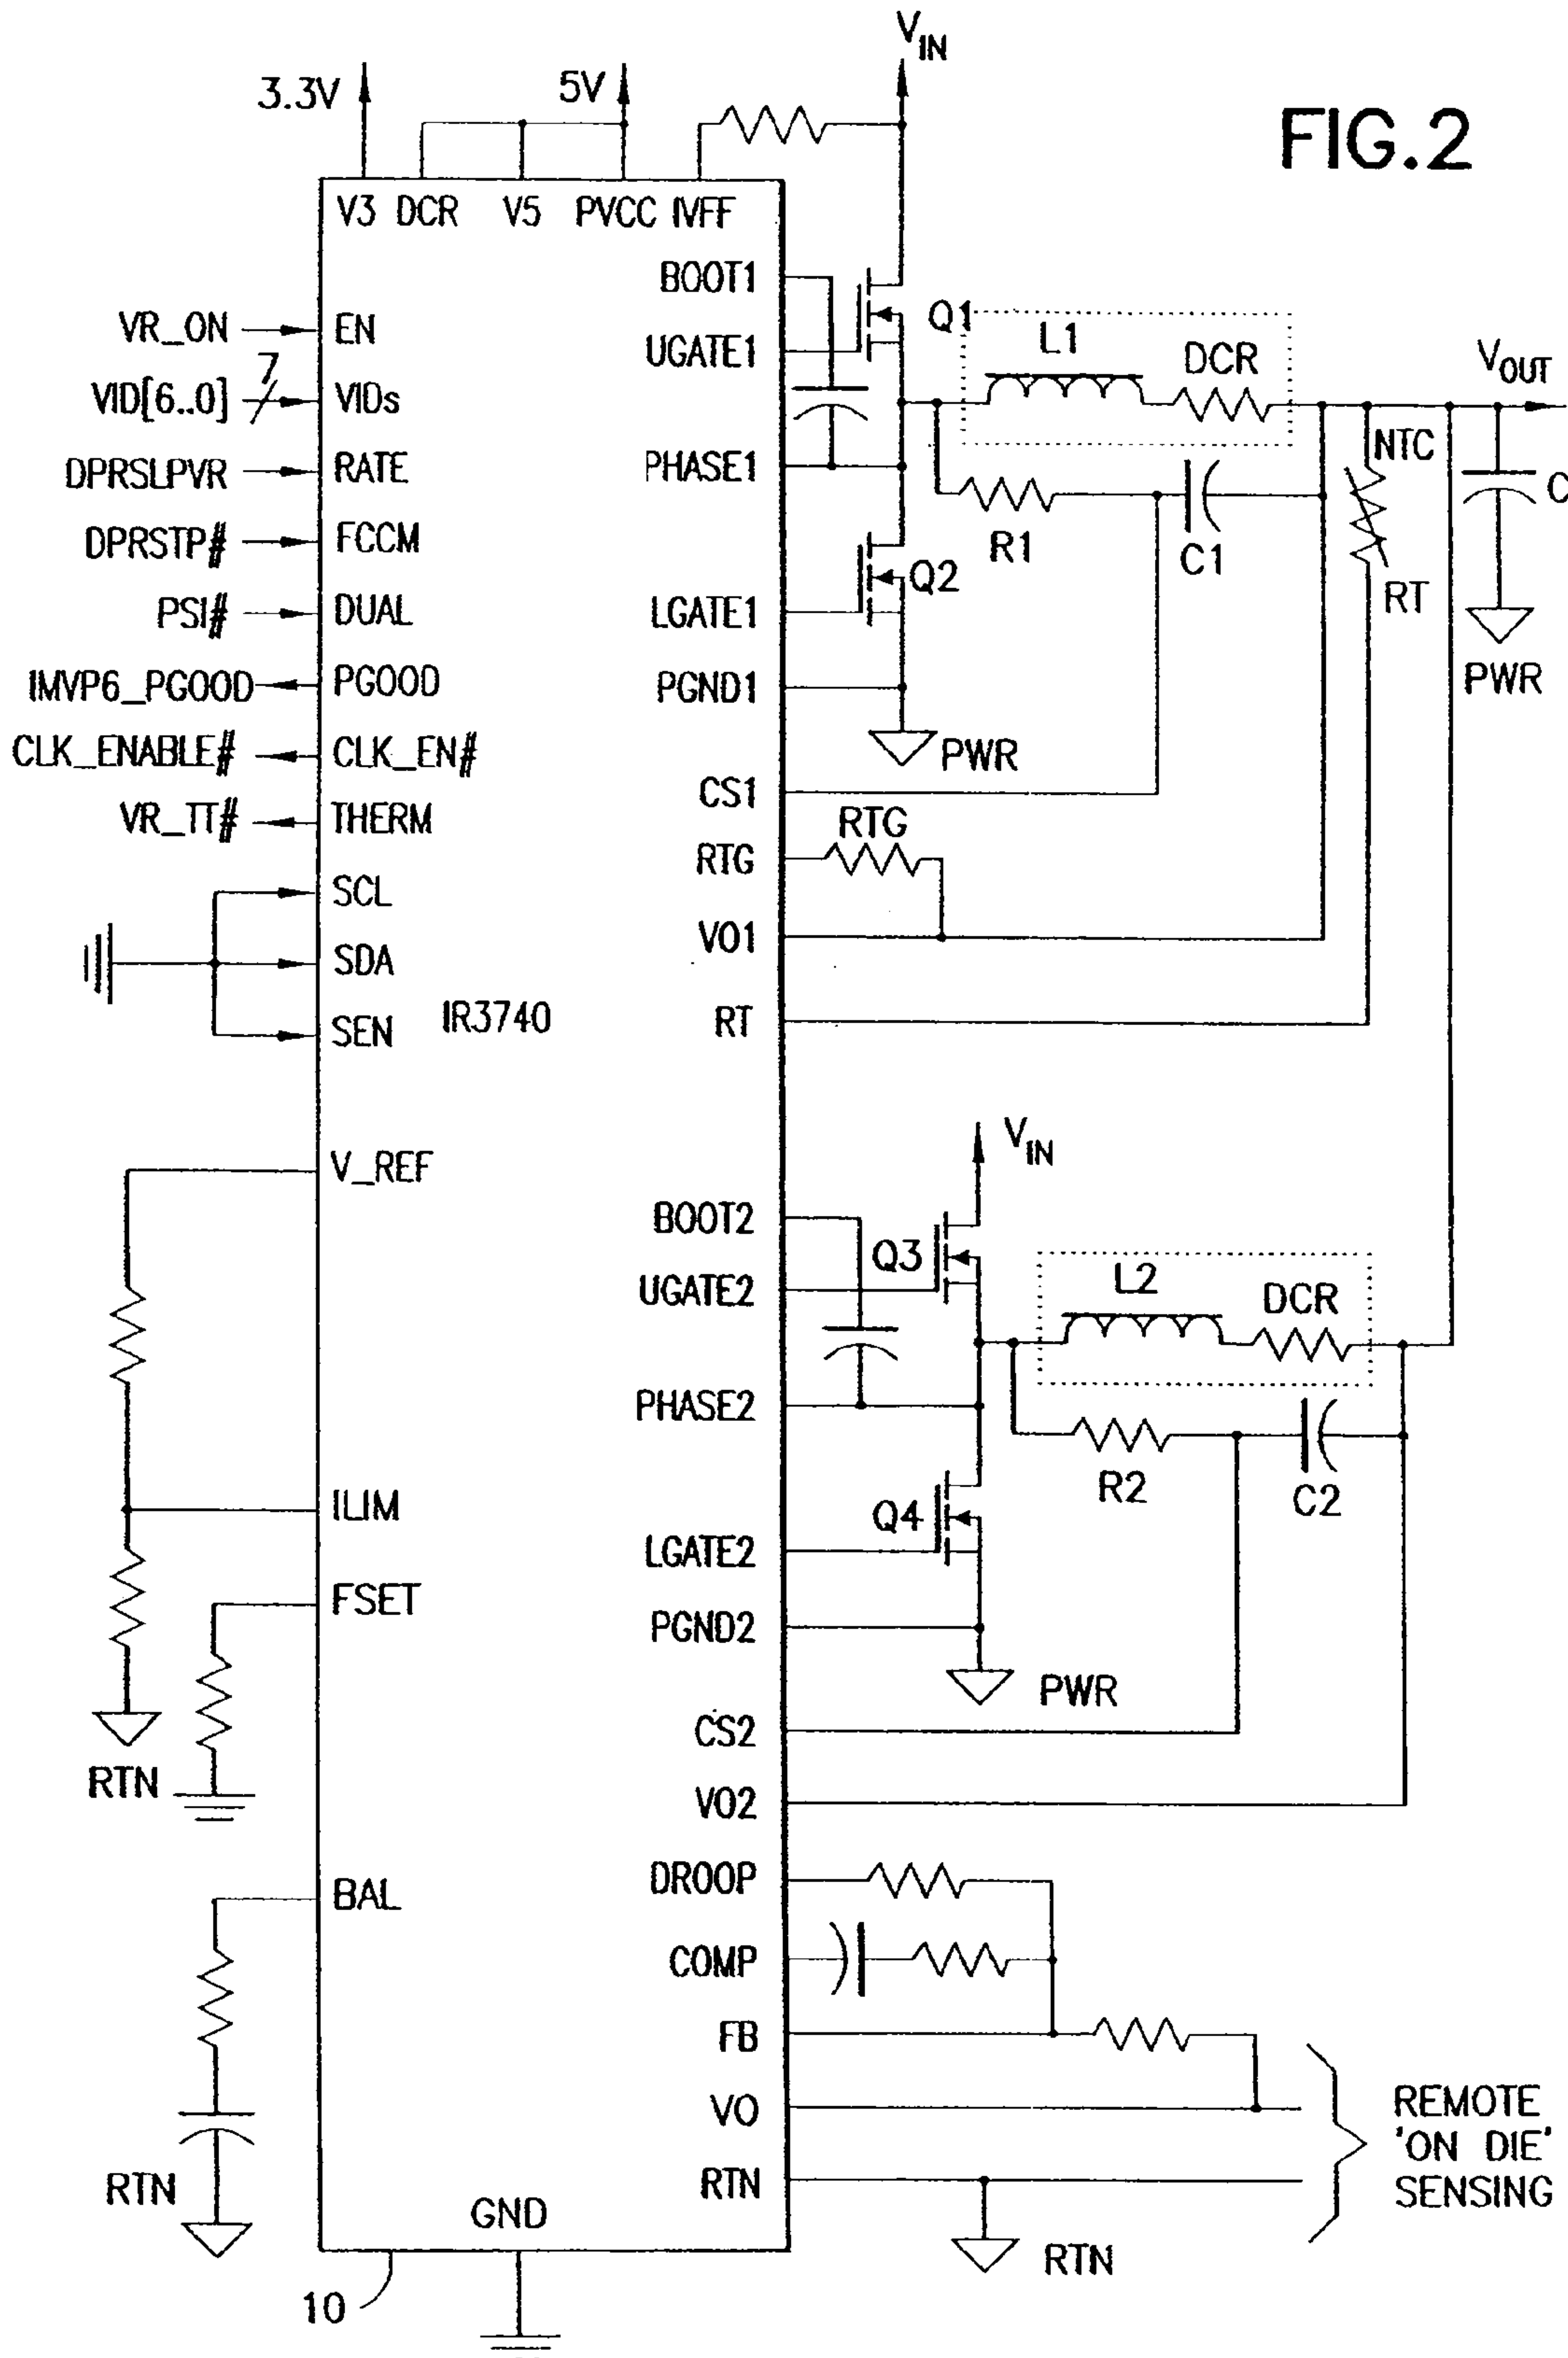 FIG.2
V_IN
3.3V
5V
V3 DCR V5 PVCC IVFF
BOOT1
UGATE1
PHASE1
LGATE1
PGND1
CS1
RTG
VO1
RT
BOOT2
UGATE2
PHASE2
LGATE2
PGND2
CS2
VO2
DROOP
COMP
FB
VO
RTN
VR_ON
EN
VID[6..0]
7
VIDs
DPRSLPVR
RATE
DPRSTP#
FCCM
PSI#
DUAL
IMVP6_PGOOD
PGOOD
CLK_ENABLE#
CLK_EN#
VR_TT#
THERM
SCL
SDA
SEN
IR3740
V_REF
ILIM
FSET
RTN
BAL
RTN
GND
10
Q1
L1
DCR
V_OUT
NTC
C
R1
C1
RT
Q2
PWR
PWR
RTG
V_IN
Q3
L2
DCR
R2
C2
Q4
PWR
REMOTE
'ON DIE'
SENSING
RTN